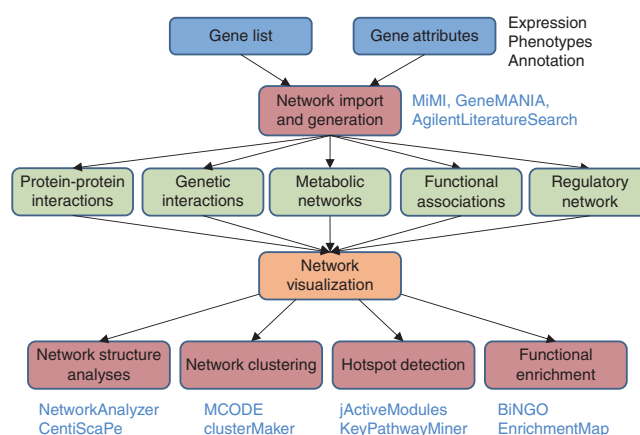 Gene list
Gene attributes
Expression
Phenotypes
Annotation
Network import
and generation
MiMI, GeneMANIA,
AgilentLiteratureSearch
Protein-protein
interactions
Genetic
interactions
Metabolic
networks
Functional
associations
Regulatory
network
Network
visualization
Network structure
analyses
Network clustering
Hotspot detection
Functional
enrichment
NetworkAnalyzer
CentiScaPe
MCODE
clusterMaker
jActiveModules
KeyPathwayMiner
BiNGO
EnrichmentMap